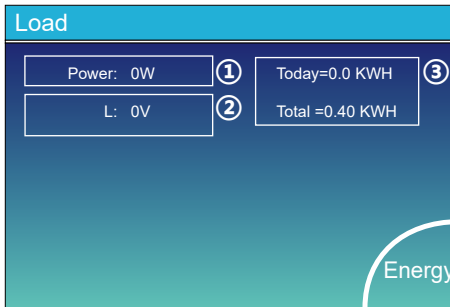 Load
Power: 0W ①
L: 0V ②
Today=0.0 KWH ③
Total =0.40 KWH
Energy